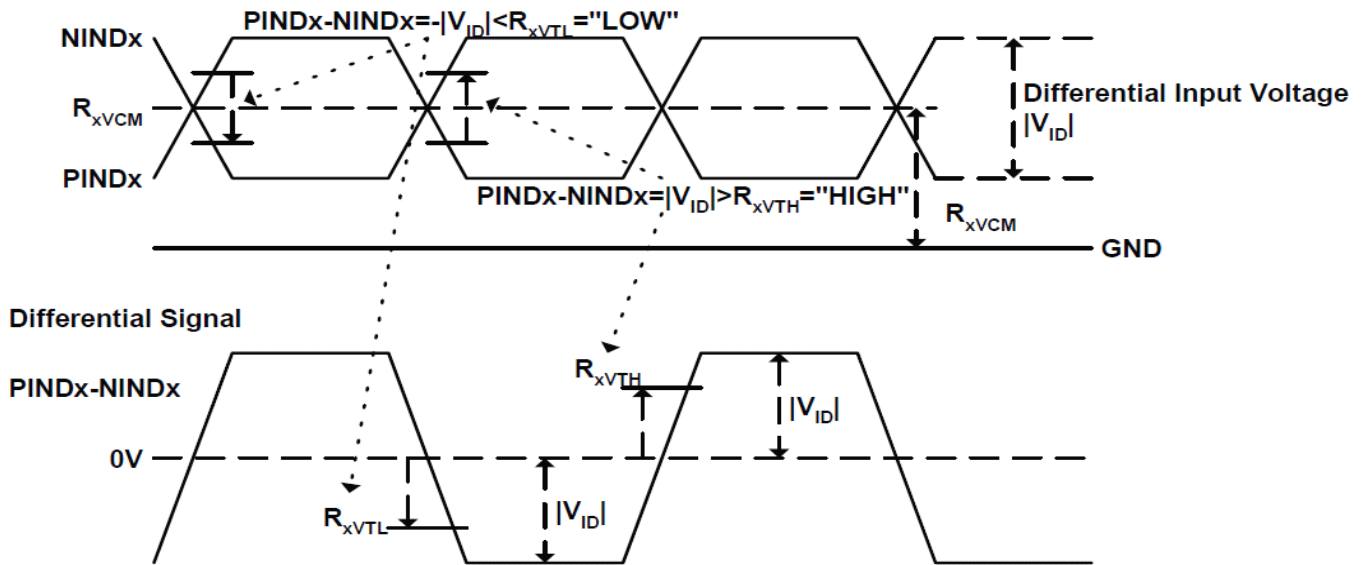 PINDx-NINDx=-|VID|<RxVTL="LOW"
NINDx
RxVCM
Differential Input Voltage
|VID|
PINDx
PINDx-NINDx=|VID|>RxVTH="HIGH"
RxVCM
GND
Differential Signal
RxVTH
PINDx-NINDx
|VID|
0V
RxVTL
|VID|